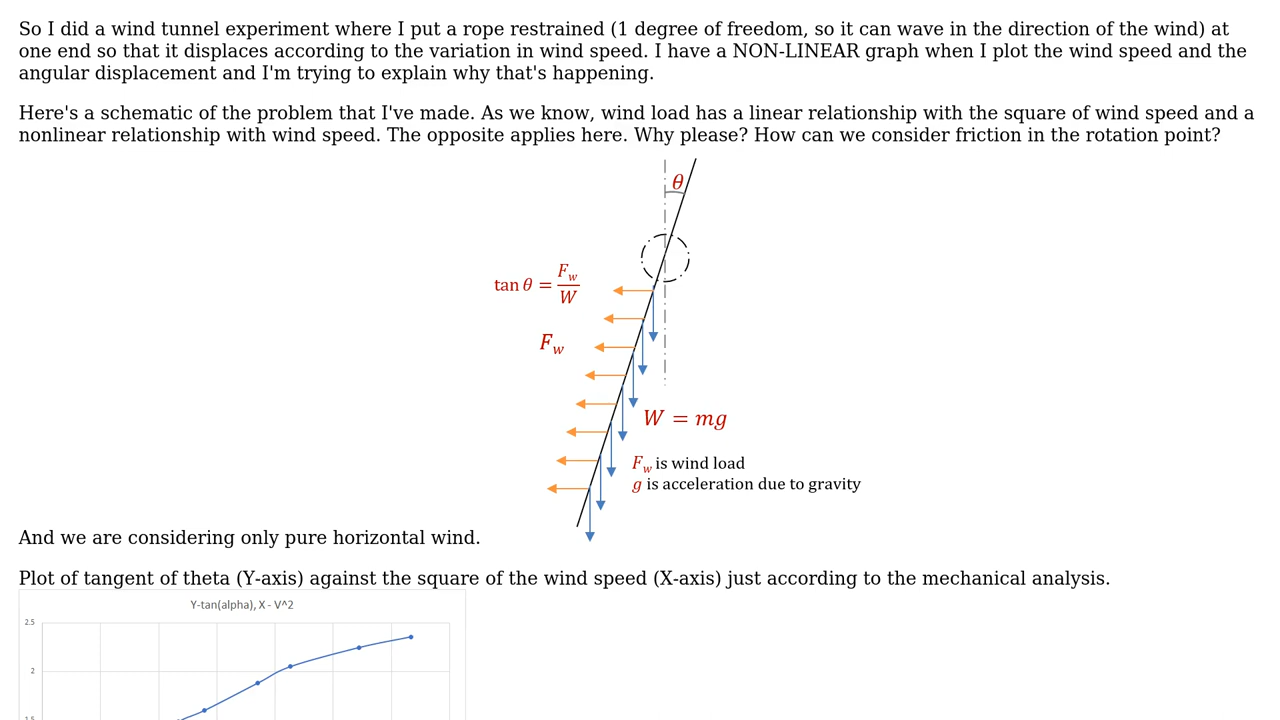 So I did a wind tunnel experiment where I put a rope restrained (1 degree of freedom, so it can wave in the direction of the wind) at
one end so that it displaces according to the variation in wind speed. I have a NON-LINEAR graph when I plot the wind speed and the
angular displacement and I'm trying to explain why that's happening.
Here's a schematic of the problem that I've made. As we know, wind load has a linear relationship with the square of wind speed and a
nonlinear relationship with wind speed. The opposite applies here. Why please? How can we consider friction in the rotation point?
θ
tan θ = F_w / W
F_w
W = mg
F_w is wind load
g is acceleration due to gravity
And we are considering only pure horizontal wind.
Plot of tangent of theta (Y-axis) against the square of the wind speed (X-axis) just according to the mechanical analysis.
Y-tan(alpha), X - V^2
2.5
2
1.5